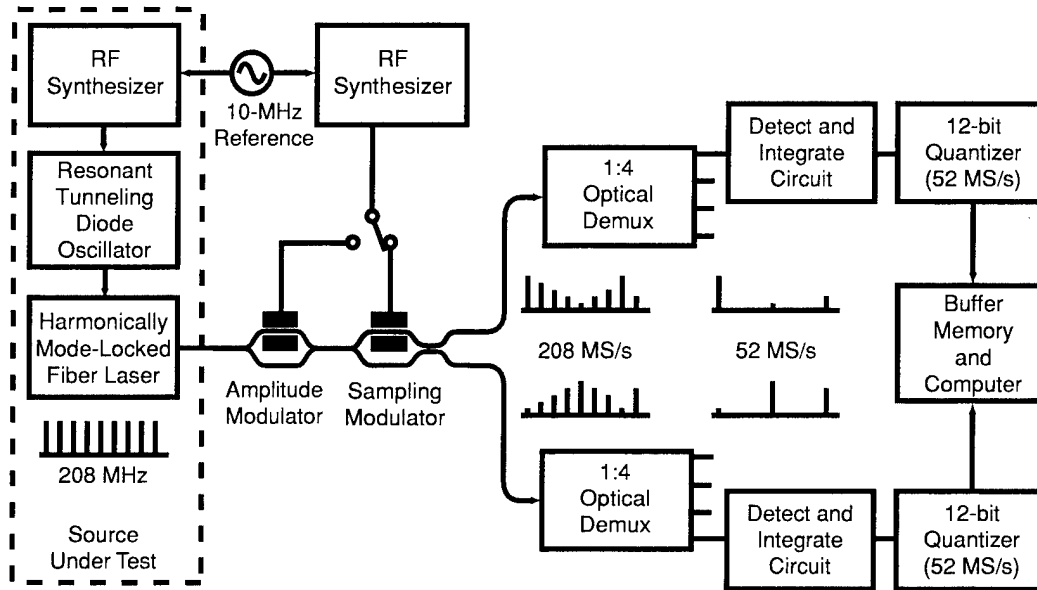 RF
Synthesizer
10-MHz
Reference
RF
Synthesizer
Resonant
Tunneling
Diode
Oscillator
Harmonically
Mode-Locked
Fiber Laser
208 MHz
Source
Under Test
Amplitude
Modulator
Sampling
Modulator
1:4
Optical
Demux
Detect and
Integrate
Circuit
12-bit
Quantizer
(52 MS/s)
208 MS/s
52 MS/s
Buffer
Memory
and
Computer
1:4
Optical
Demux
Detect and
Integrate
Circuit
12-bit
Quantizer
(52 MS/s)